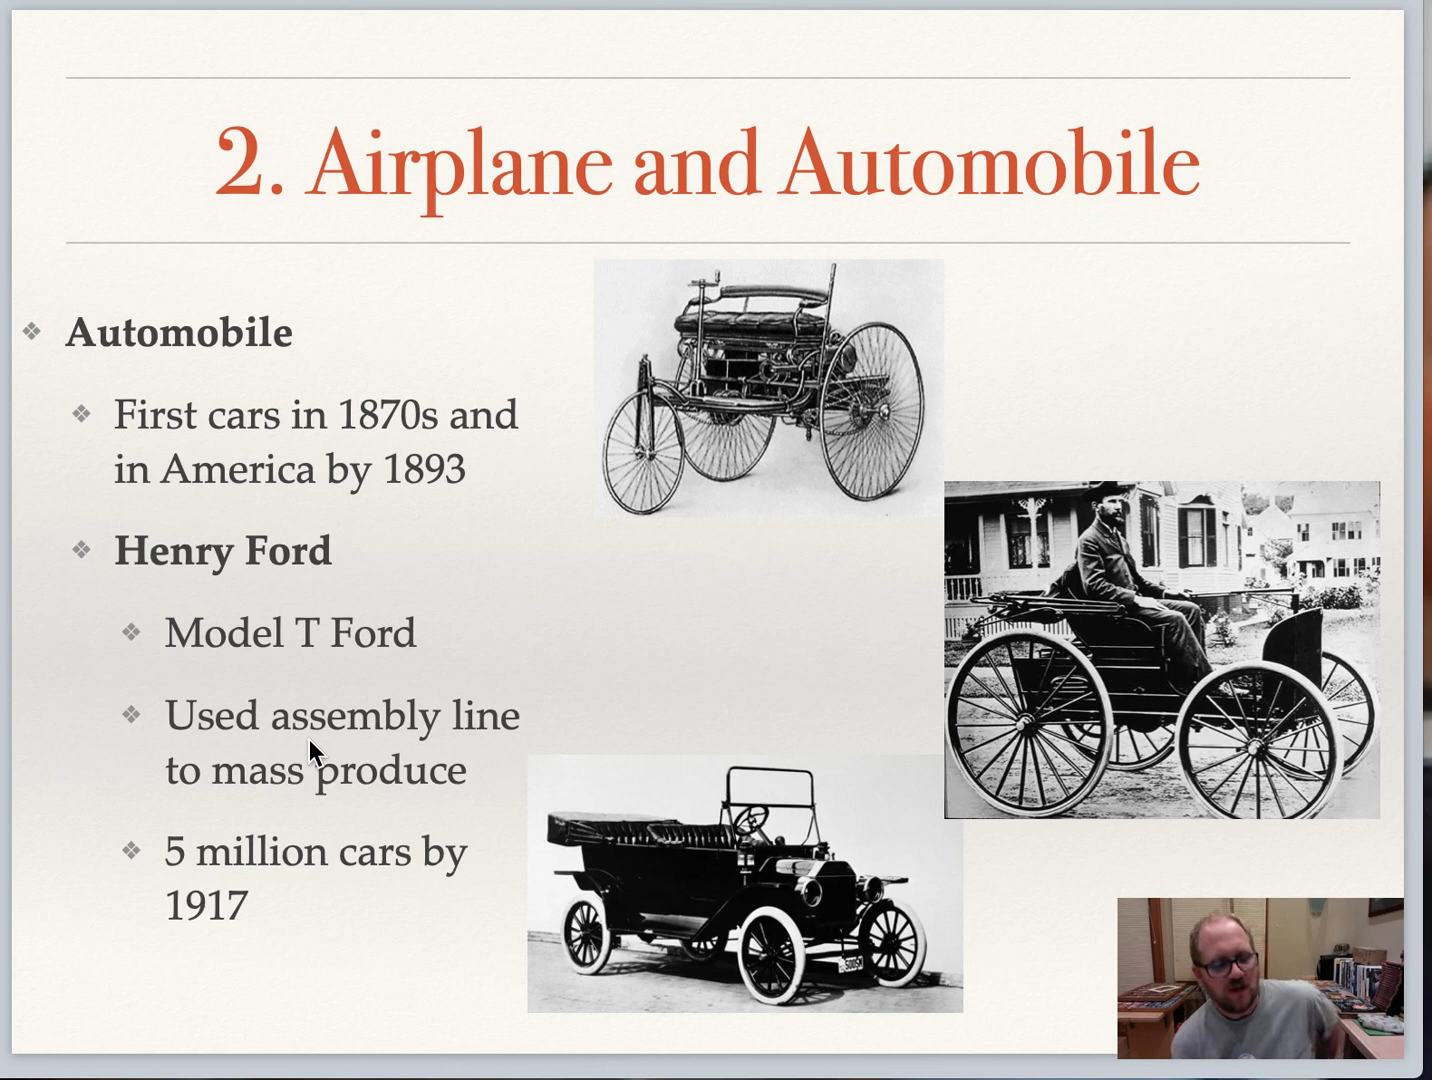 2. Airplane and Automobile
Automobile
First cars in 1870s and
in America by 1893
Henry Ford
Model T Ford
Used assembly line
to mass produce
5 million cars by
1917